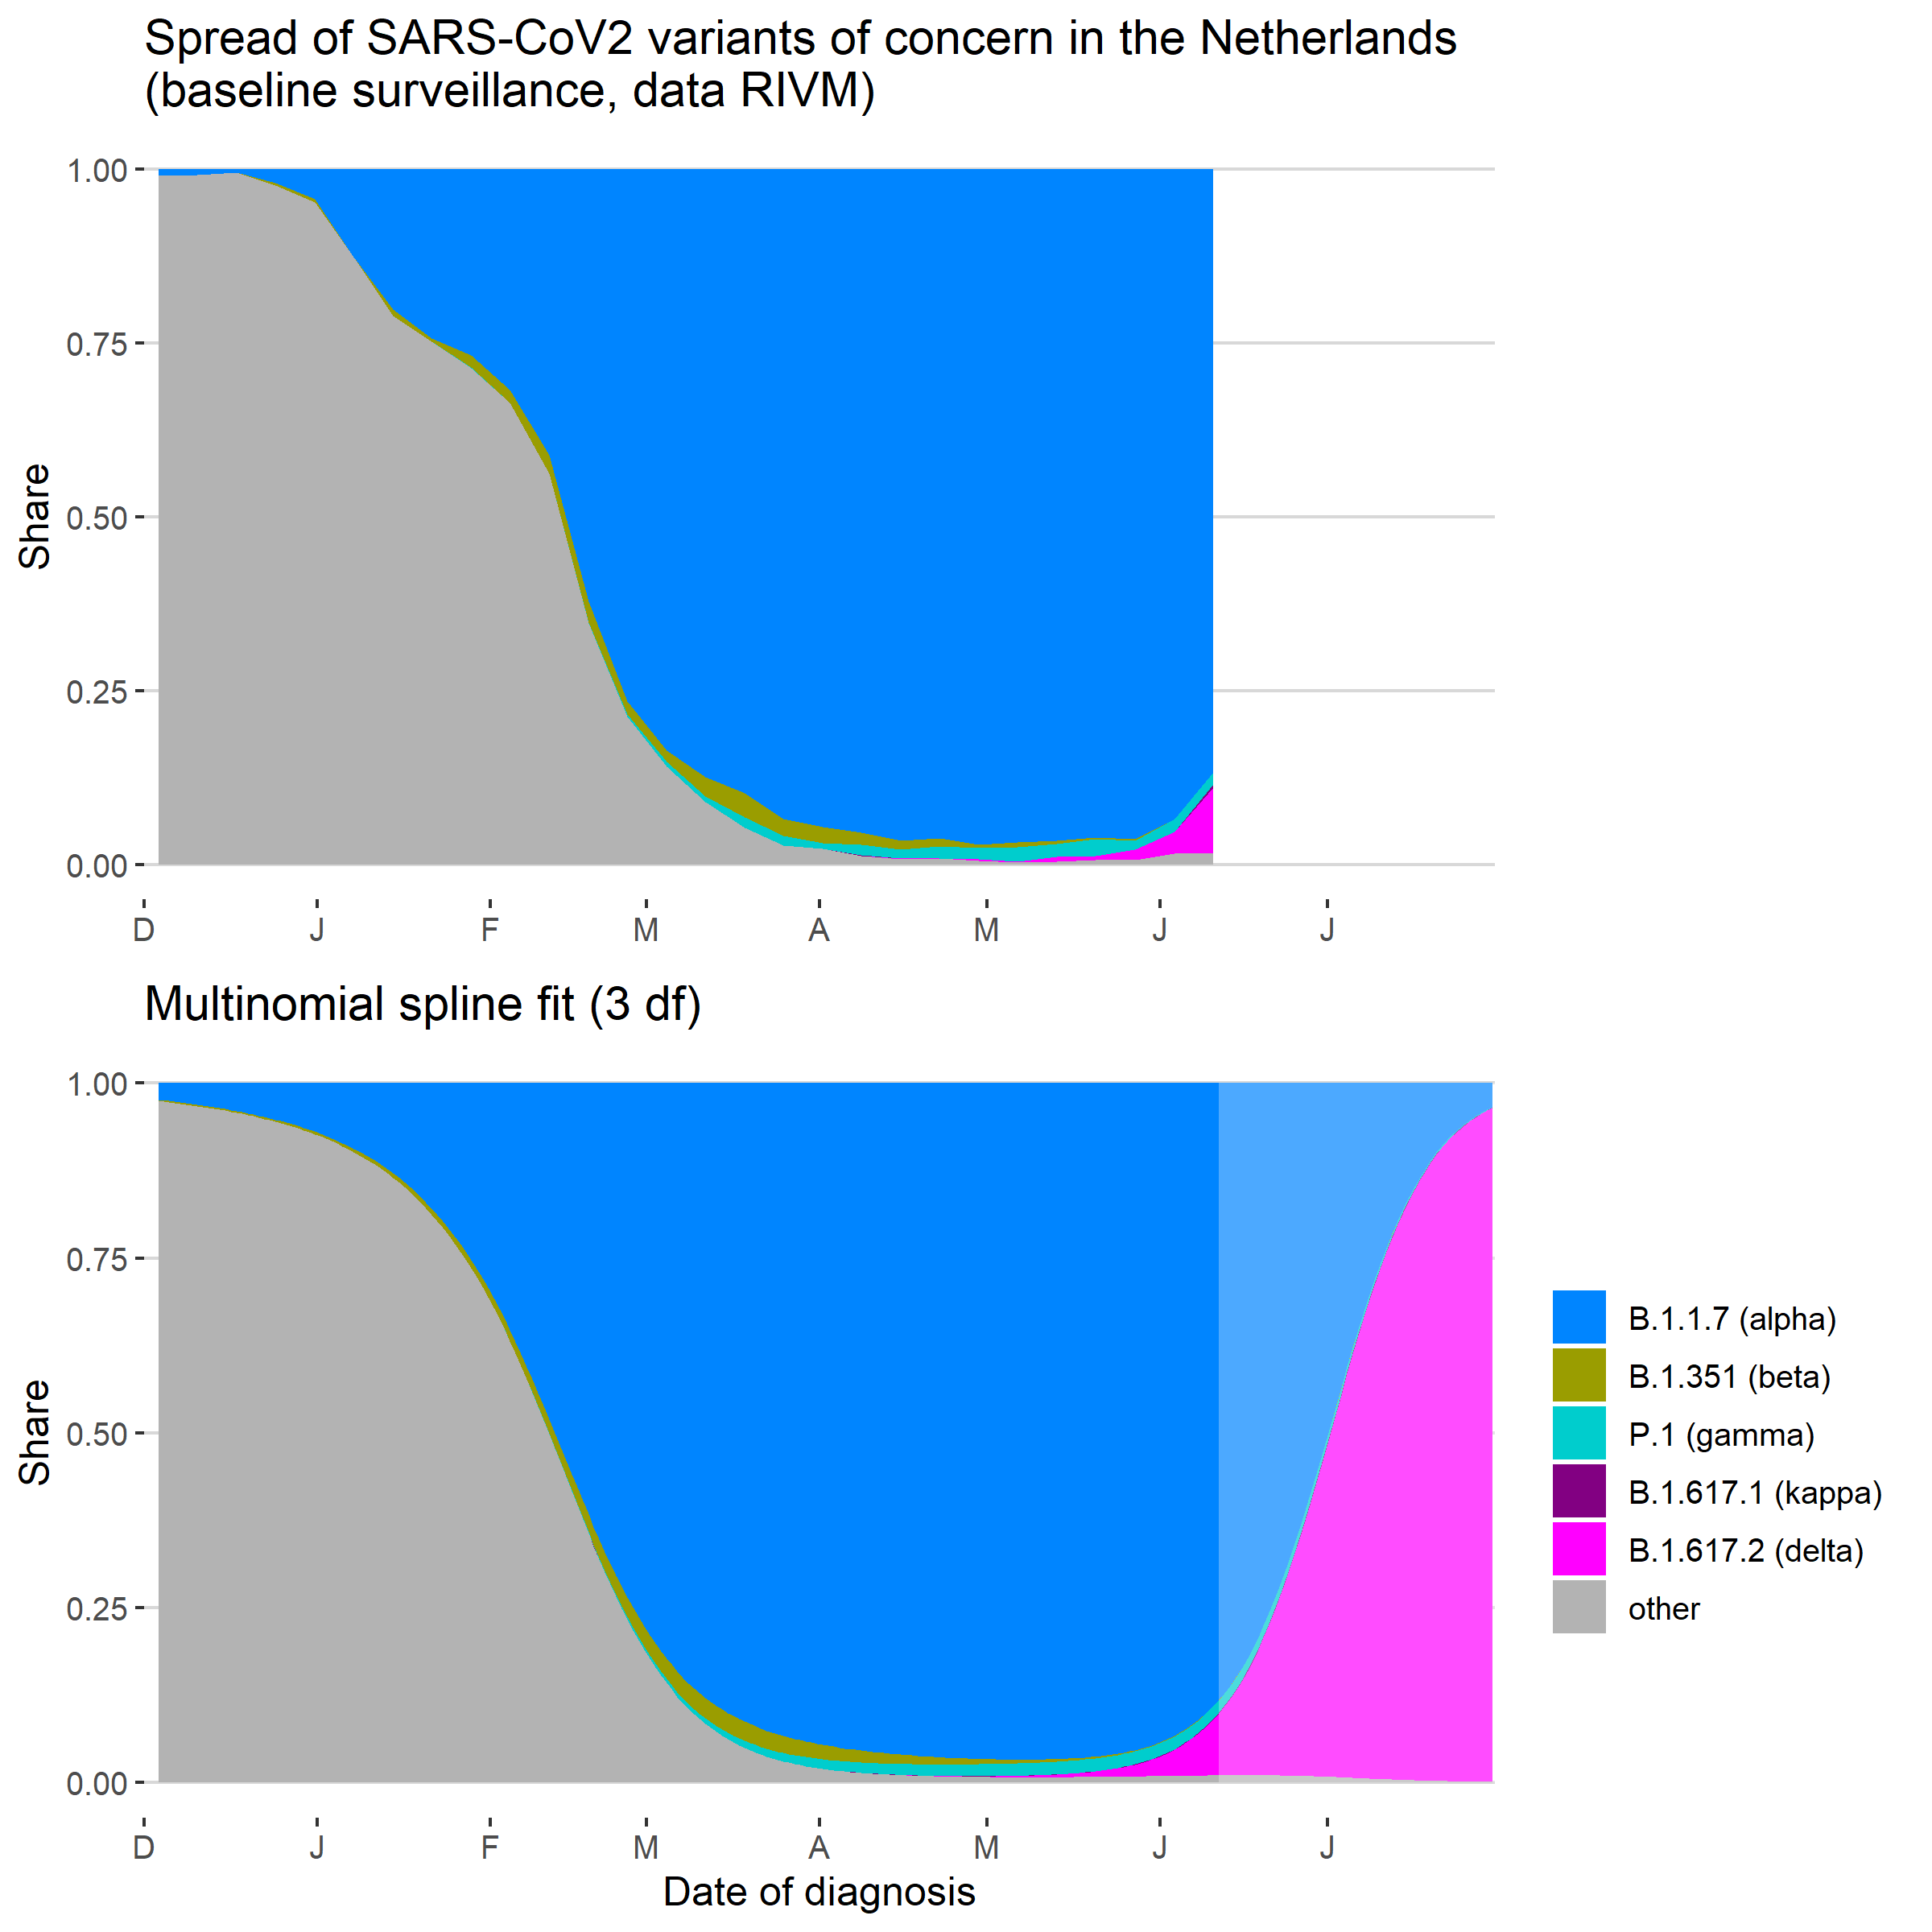 Spread of SARS-CoV2 variants of concern in the Netherlands
(baseline surveillance, data RIVM)
1.00
0.75
0.50
0.25
0.00
Share
D J F M A M J J
Multinomial spline fit (3 df)
1.00
0.75
0.50
0.25
0.00
Share
D J F M A M J J
Date of diagnosis
B.1.1.7 (alpha)
B.1.351 (beta)
P.1 (gamma)
B.1.617.1 (kappa)
B.1.617.2 (delta)
other